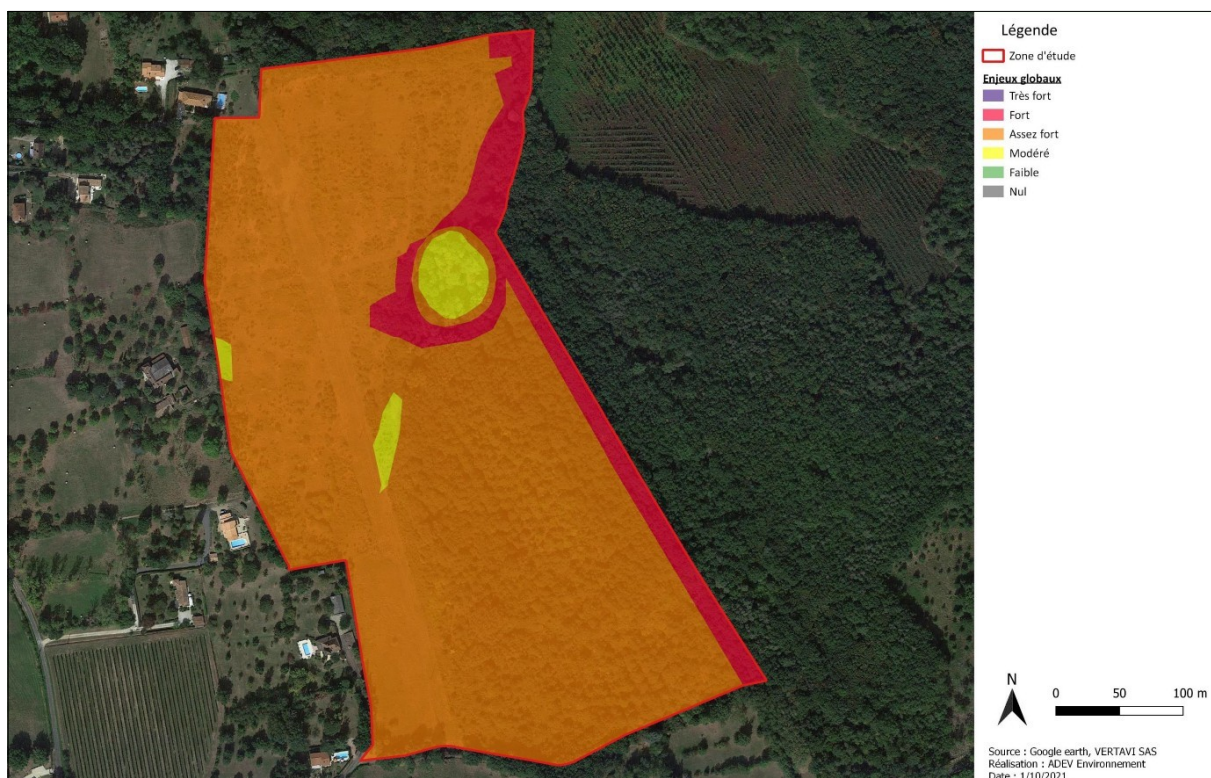 Légende
Zone d'étude
Enjeux globaux
Très fort
Fort
Assez fort
Modéré
Faible
Nul
N
0 50 100 m
Source : Google earth, VERTAVI SAS
Réalisation : ADEV Environnement
Date : 1/10/2021